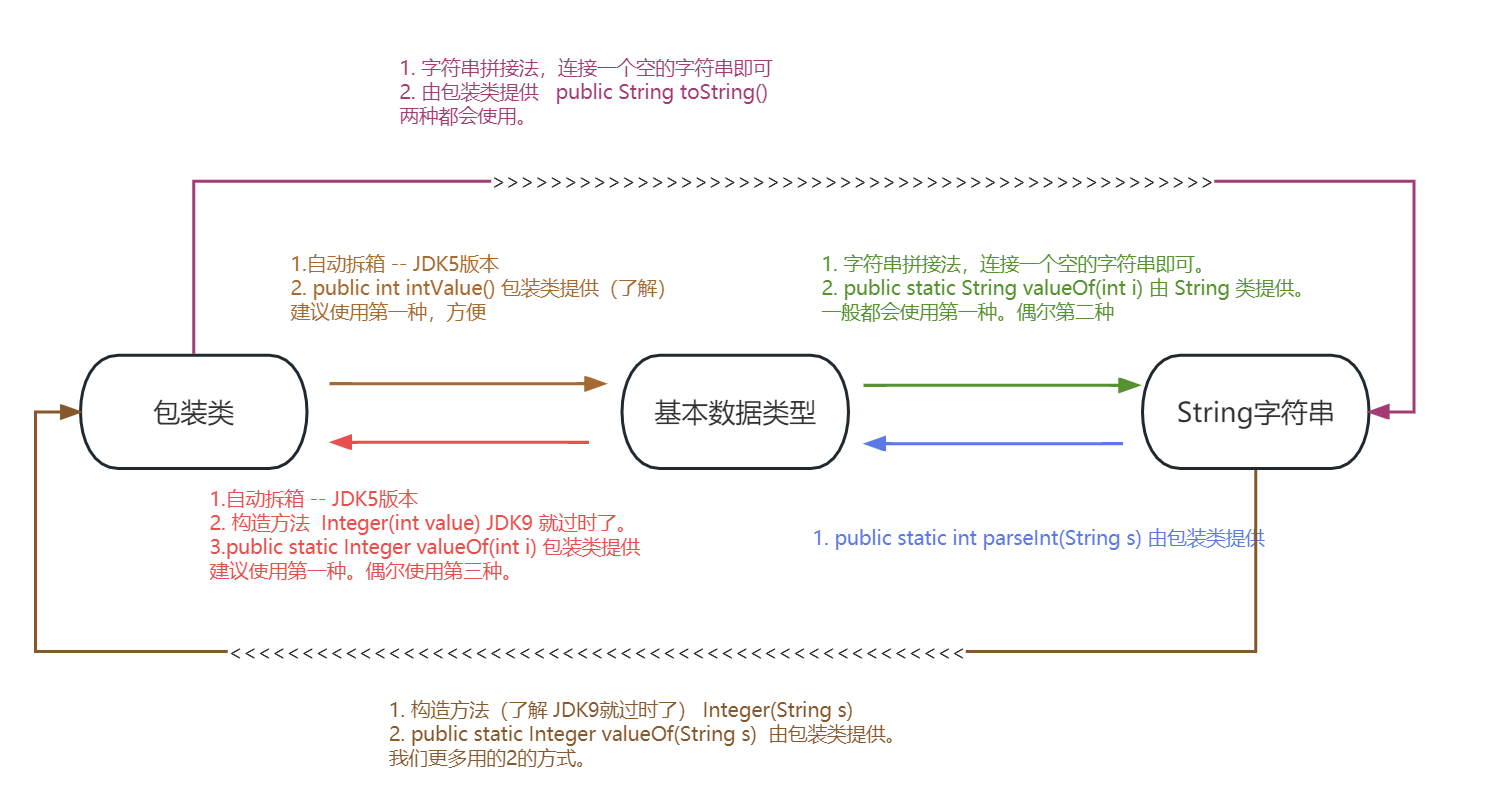 1. 字符串拼接法，连接一个空的字符串即可
2. 由包装类提供 public String toString()
两种都会使用。
>>>>>>>>>>>>>>>>>>>>>>>>>>>>>>>>>>>>>>>>>>>>>>>>>>
1.自动拆箱 -- JDK5版本
2. public int intValue() 包装类提供（了解）
建议使用第一种，方便
1. 字符串拼接法，连接一个空的字符串即可。
2. public static String valueOf(int i) 由 String 类提供。
一般都会使用第一种。偶尔第二种
包装类
基本数据类型
String字符串
1.自动拆箱 -- JDK5版本
2. 构造方法 Integer(int value) JDK9 就过时了。
3.public static Integer valueOf(int i) 包装类提供
建议使用第一种。偶尔使用第三种。
1. public static int parseInt(String s) 由包装类提供
<<<<<<<<<<<<<<<<<<<<<<<<<<<<<<<<<<<<<<<<<<<<<<<<<<<
1. 构造方法（了解 JDK9就过时了） Integer(String s)
2. public static Integer valueOf(String s) 由包装类提供。
我们更多用的2的方式。